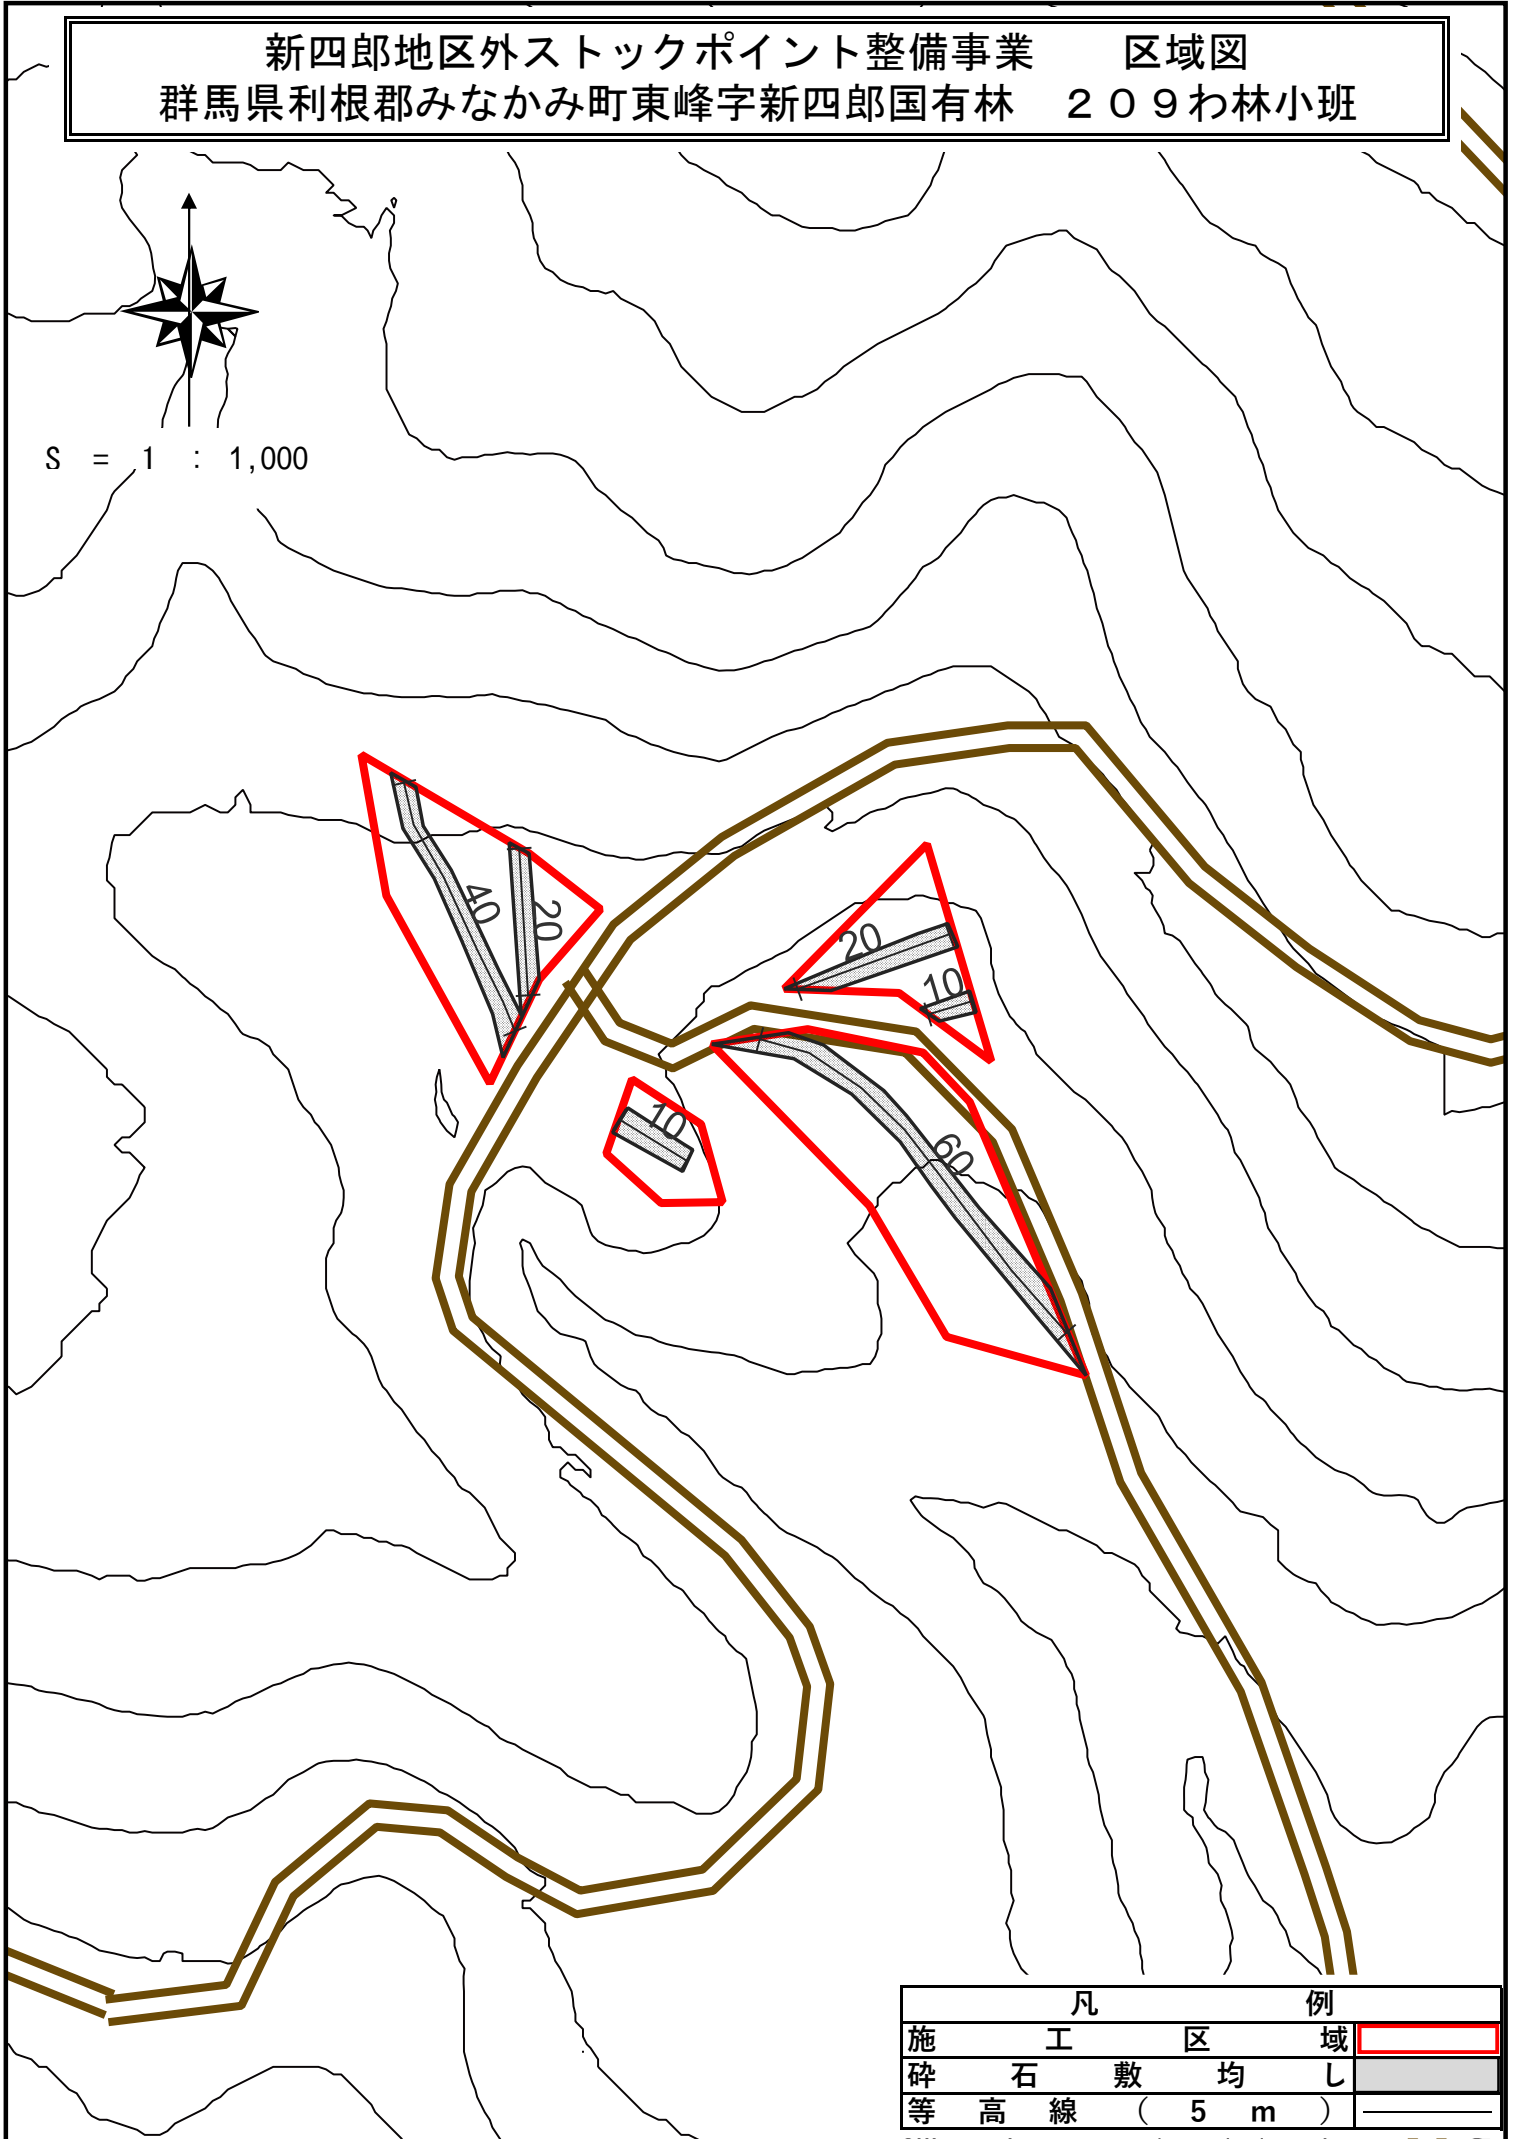 新四郎地区外ストックポイント整備事業　　区域図
群馬県利根郡みなかみ町東峰字新四郎国有林　２０９わ林小班
S = 1 : 1,000
40
20
20
10
10
60
凡例
施工区域
砕石敷均し
等高線（5m）